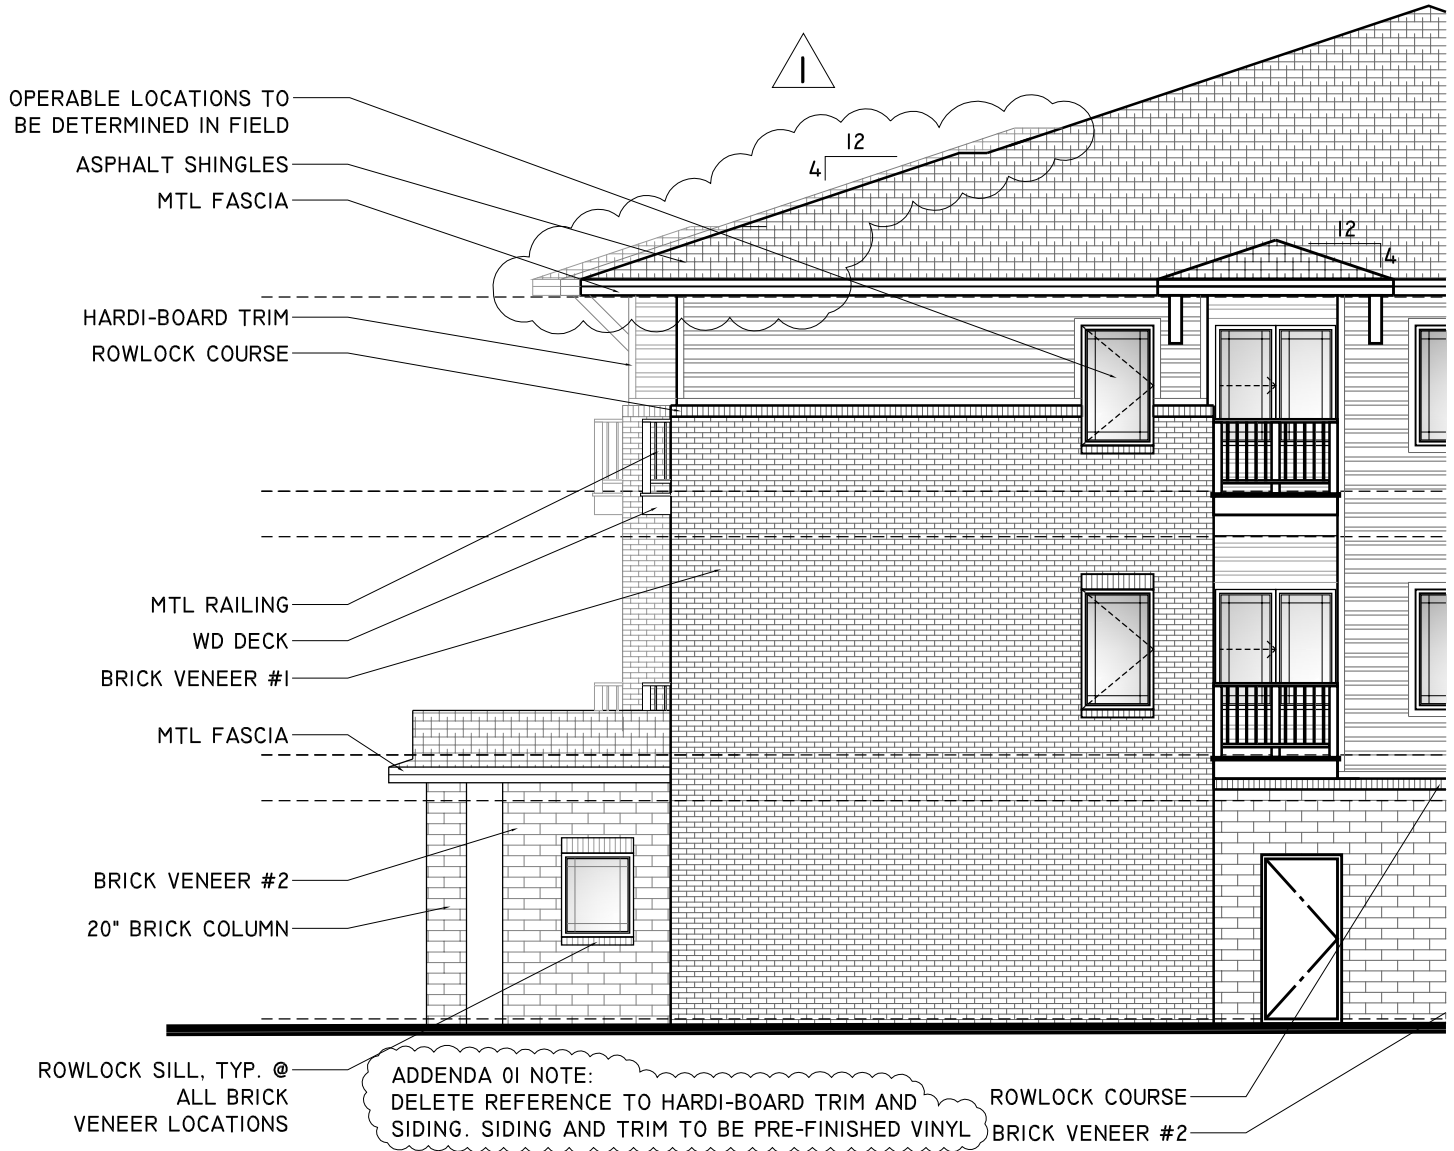 1
OPERABLE LOCATIONS TO
BE DETERMINED IN FIELD
ASPHALT SHINGLES
MTL FASCIA
12
4
12
4
HARDI-BOARD TRIM
ROWLOCK COURSE
MTL RAILING
WD DECK
BRICK VENEER #1
MTL FASCIA
BRICK VENEER #2
20" BRICK COLUMN
ROWLOCK SILL, TYP. @
ALL BRICK
VENEER LOCATIONS
ADDENDA 01 NOTE:
DELETE REFERENCE TO HARDI-BOARD TRIM AND
SIDING. SIDING AND TRIM TO BE PRE-FINISHED VINYL
ROWLOCK COURSE
BRICK VENEER #2